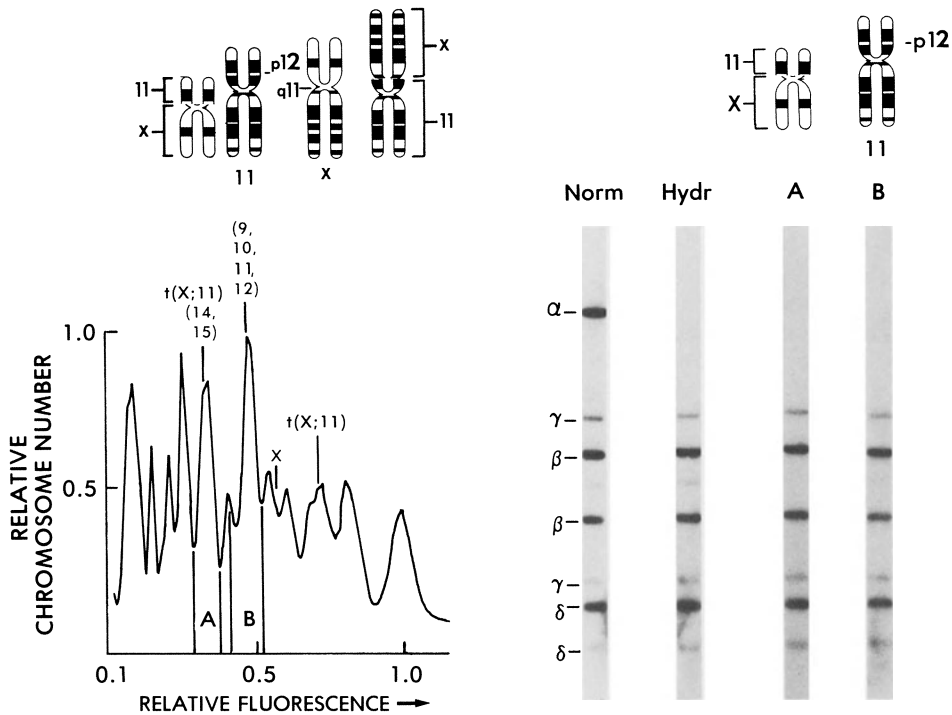 11
X
-p12
11
q11
X
X
11
11
X
-p12
11
RELATIVE CHROMOSOME NUMBER
1.0
0.5
t(X;11)
(14,
15)
(9,
10,
11,
12)
X
t(X;11)
A
B
0.1
0.5
1.0
RELATIVE FLUORESCENCE
Norm
Hydr
A
B
α
γ
β
β
γ
δ
δ